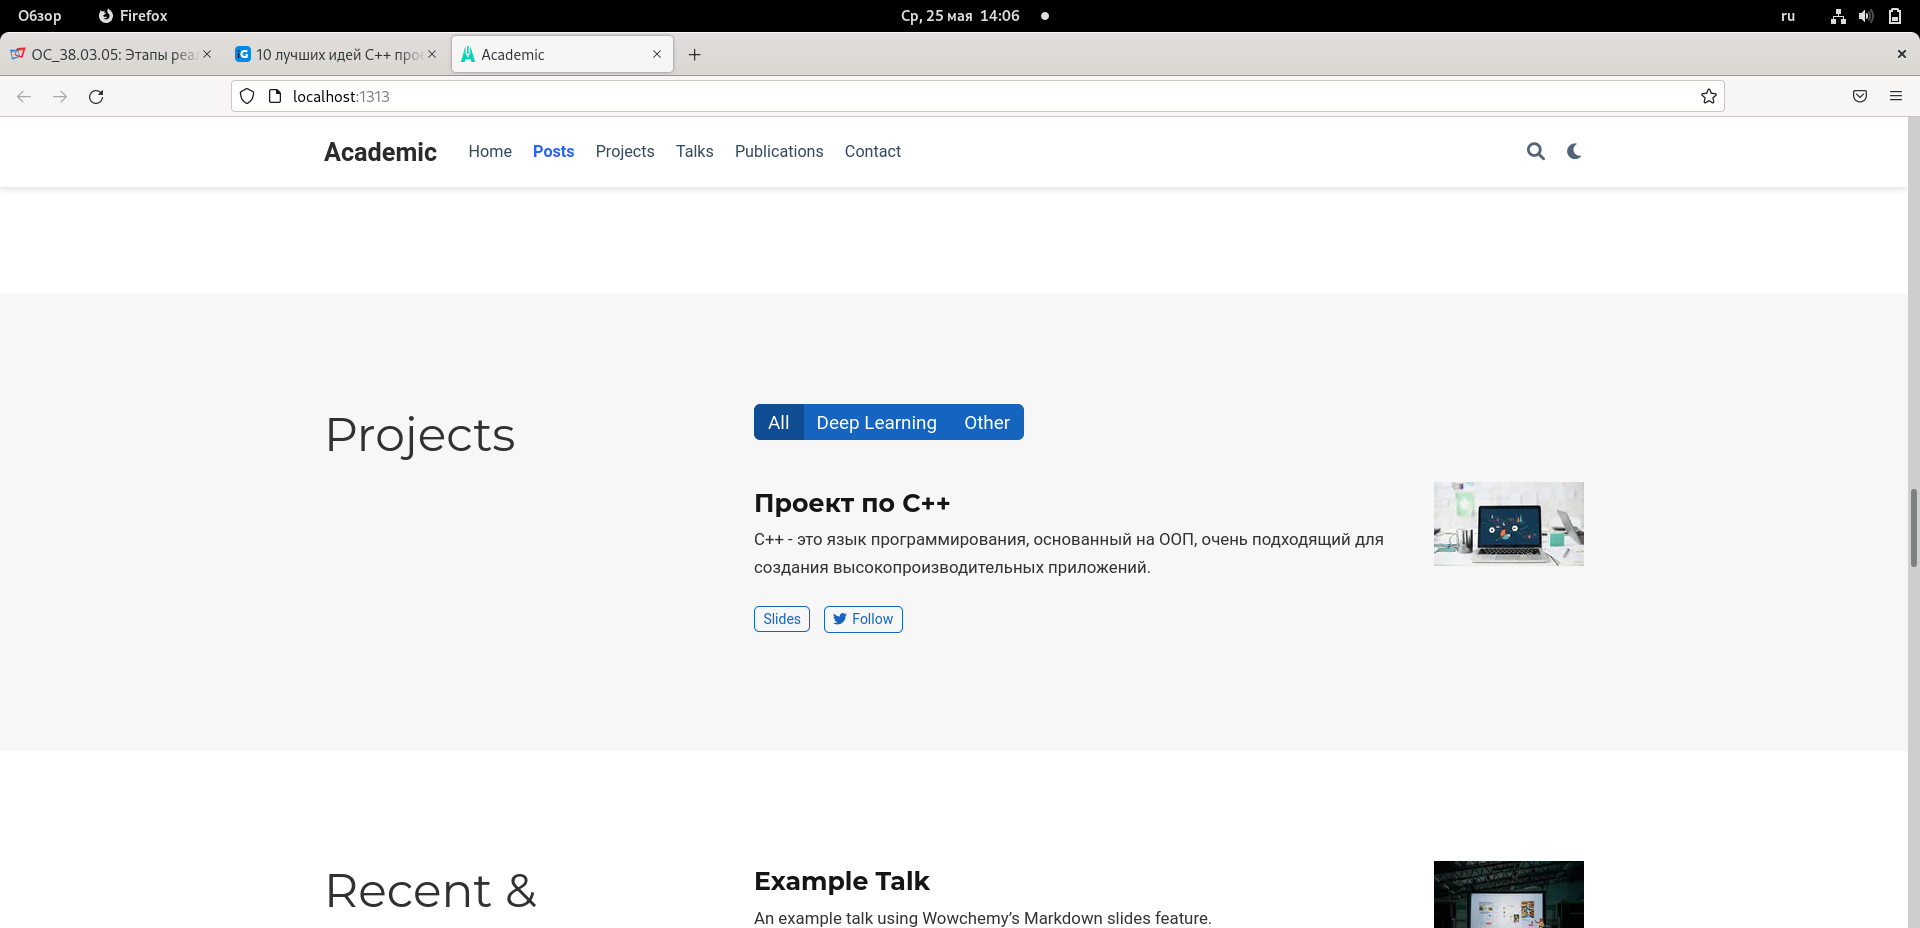 Обзор Firefox Ср, 25 мая 14:06 ru
ОС_38.03.05: Этапы реа 10 лучших идей C++ прое Academic
localhost:1313
Academic Home Posts Projects Talks Publications Contact
Projects
All Deep Learning Other
Проект по C++
C++ - это язык программирования, основанный на ООП, очень подходящий для
создания высокопроизводительных приложений.
Slides Follow
Recent &
Example Talk
An example talk using Wowchemy’s Markdown slides feature.